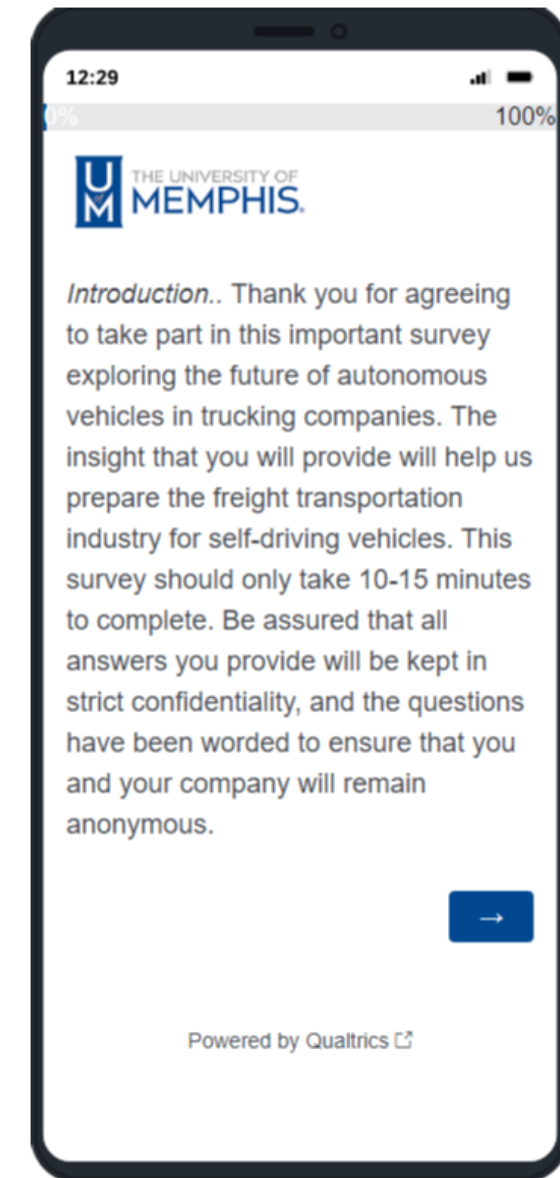 12:29
0% 100%
UM THE UNIVERSITY OF
MEMPHIS.
Introduction.. Thank you for agreeing
to take part in this important survey
exploring the future of autonomous
vehicles in trucking companies. The
insight that you will provide will help us
prepare the freight transportation
industry for self-driving vehicles. This
survey should only take 10-15 minutes
to complete. Be assured that all
answers you provide will be kept in
strict confidentiality, and the questions
have been worded to ensure that you
and your company will remain
anonymous.
→
Powered by Qualtrics